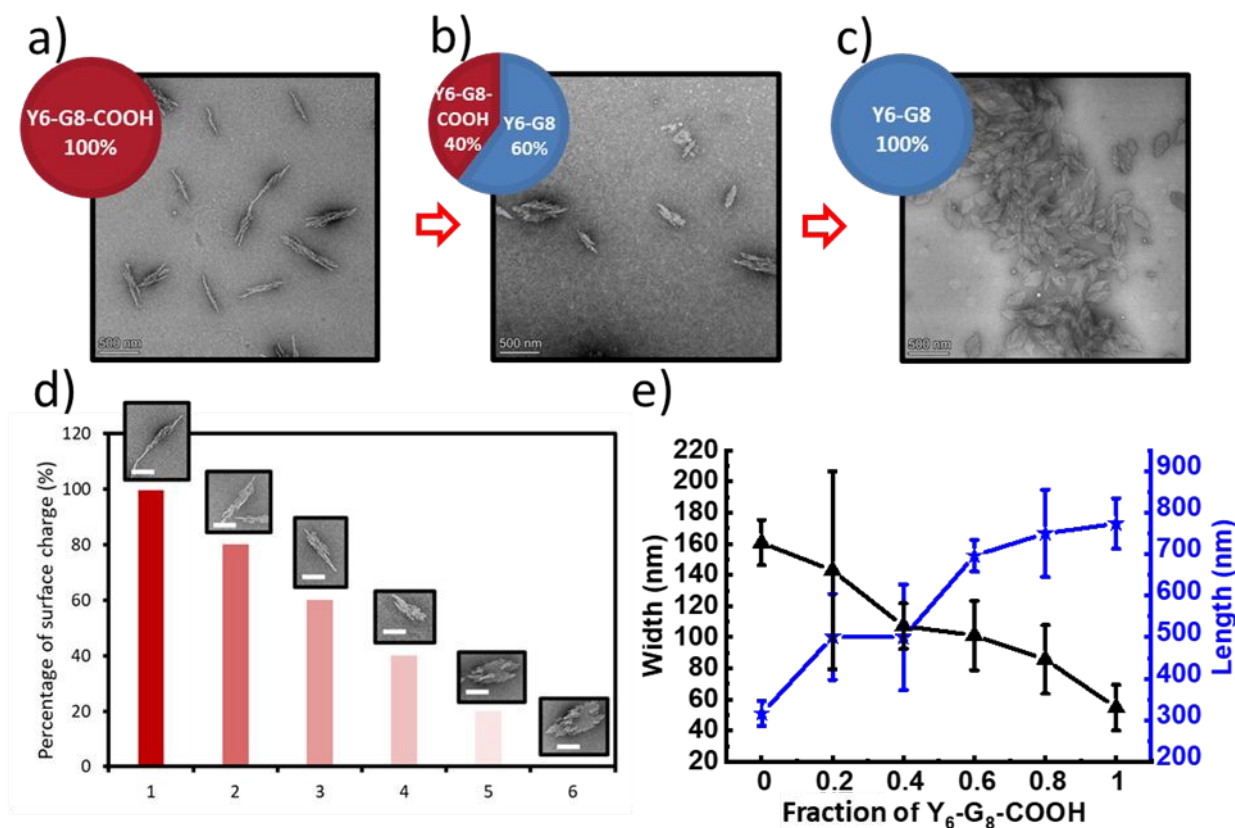 a)
Y6-G8-COOH
100%
500 nm
b)
Y6-G8-
COOH
40%
Y6-G8
60%
500 nm
c)
Y6-G8
100%
500 nm
d)
Percentage of surface charge (%)
120
100
80
60
40
20
0
1 2 3 4 5 6
e)
Width (nm)
220
200
180
160
140
120
100
80
60
40
20
900
800
700
600
500
400
300
200
Length (nm)
0 0.2 0.4 0.6 0.8 1
Fraction of Y₆-G₈-COOH